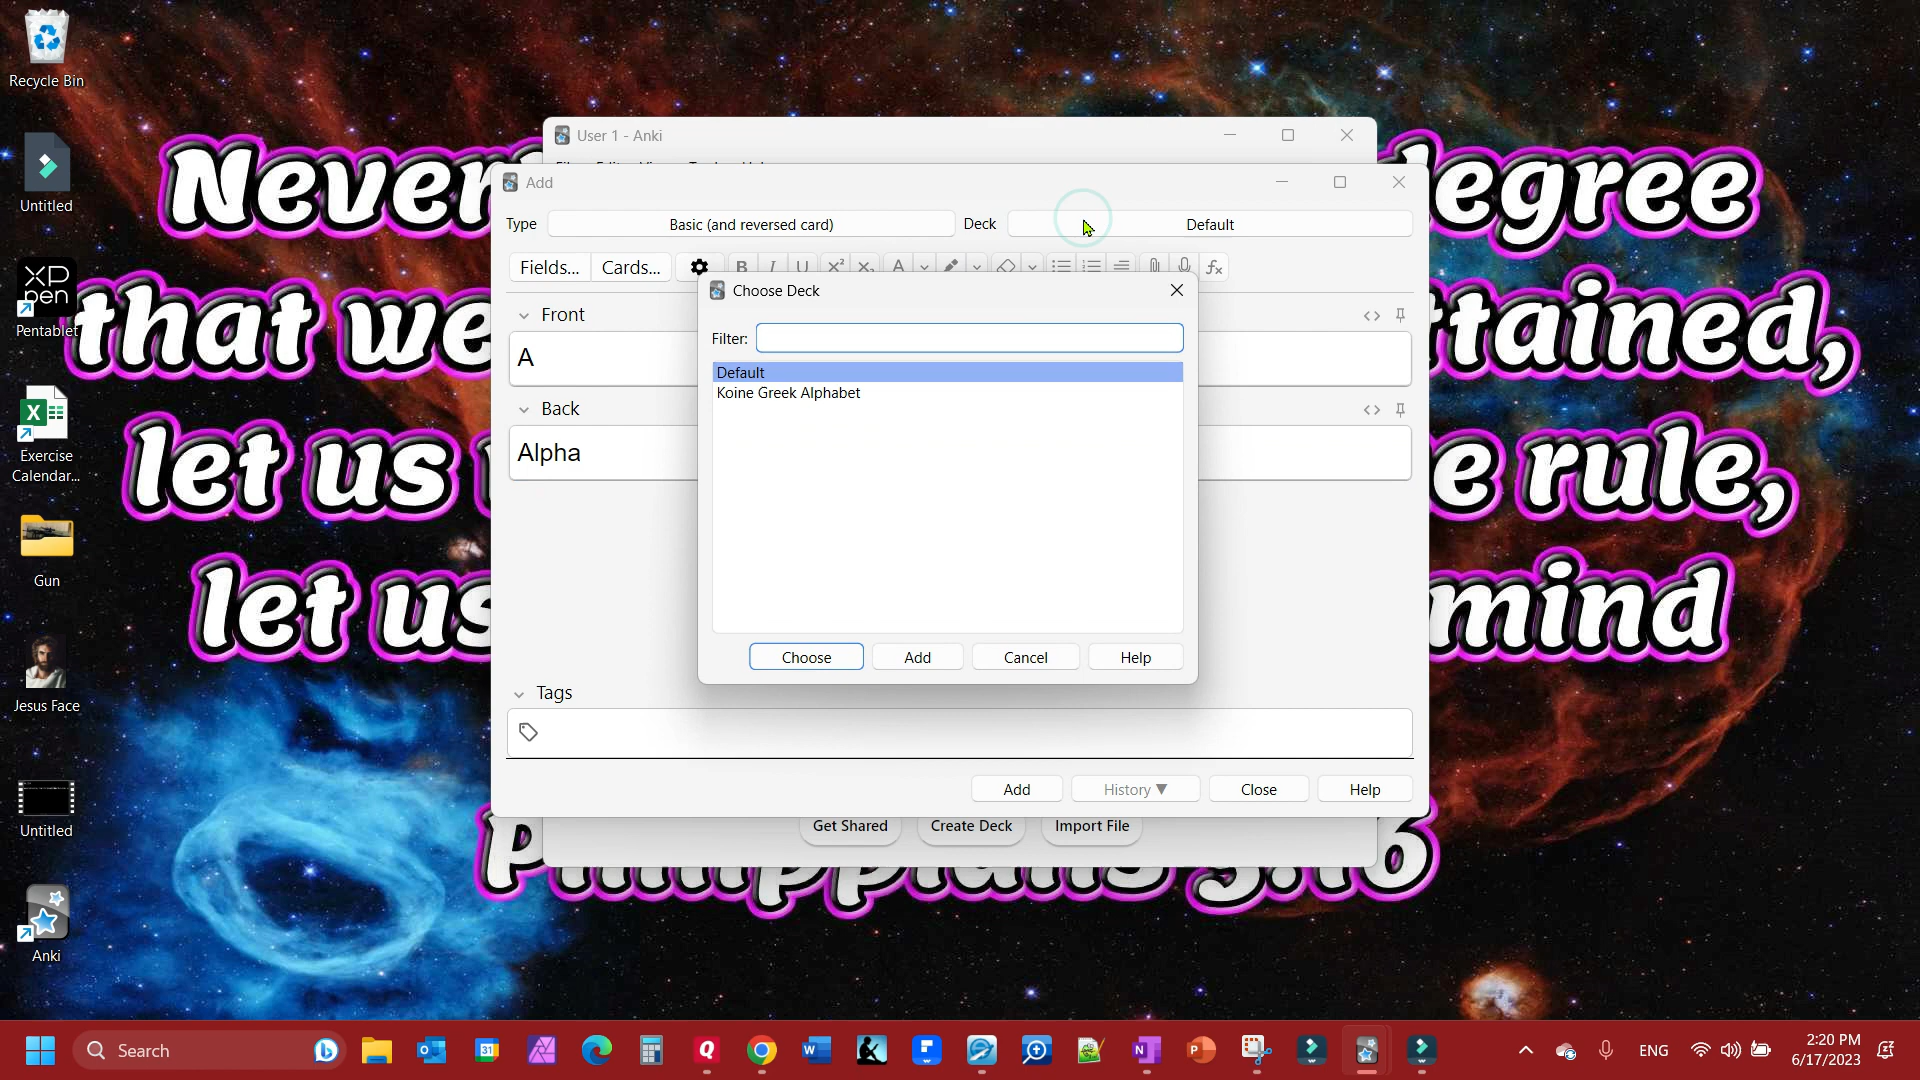 Recycle Bin
Untitled
XP
pen
Pentablet
Exercise
Calendar...
Gun
Jesus Face
Untitled
Anki
Never
egree
that we
ttained,
let us
e rule,
let us
mind
Philippians 3:16
User 1 - Anki
Add
Type
Basic (and reversed card)
Deck
Default
Fields...
Cards...
Front
A
Back
Alpha
Choose Deck
Filter:
Default
Koine Greek Alphabet
Choose
Add
Cancel
Help
Tags
Add
History ▼
Close
Help
Get Shared
Create Deck
Import File
Search
ENG
2:20 PM
6/17/2023